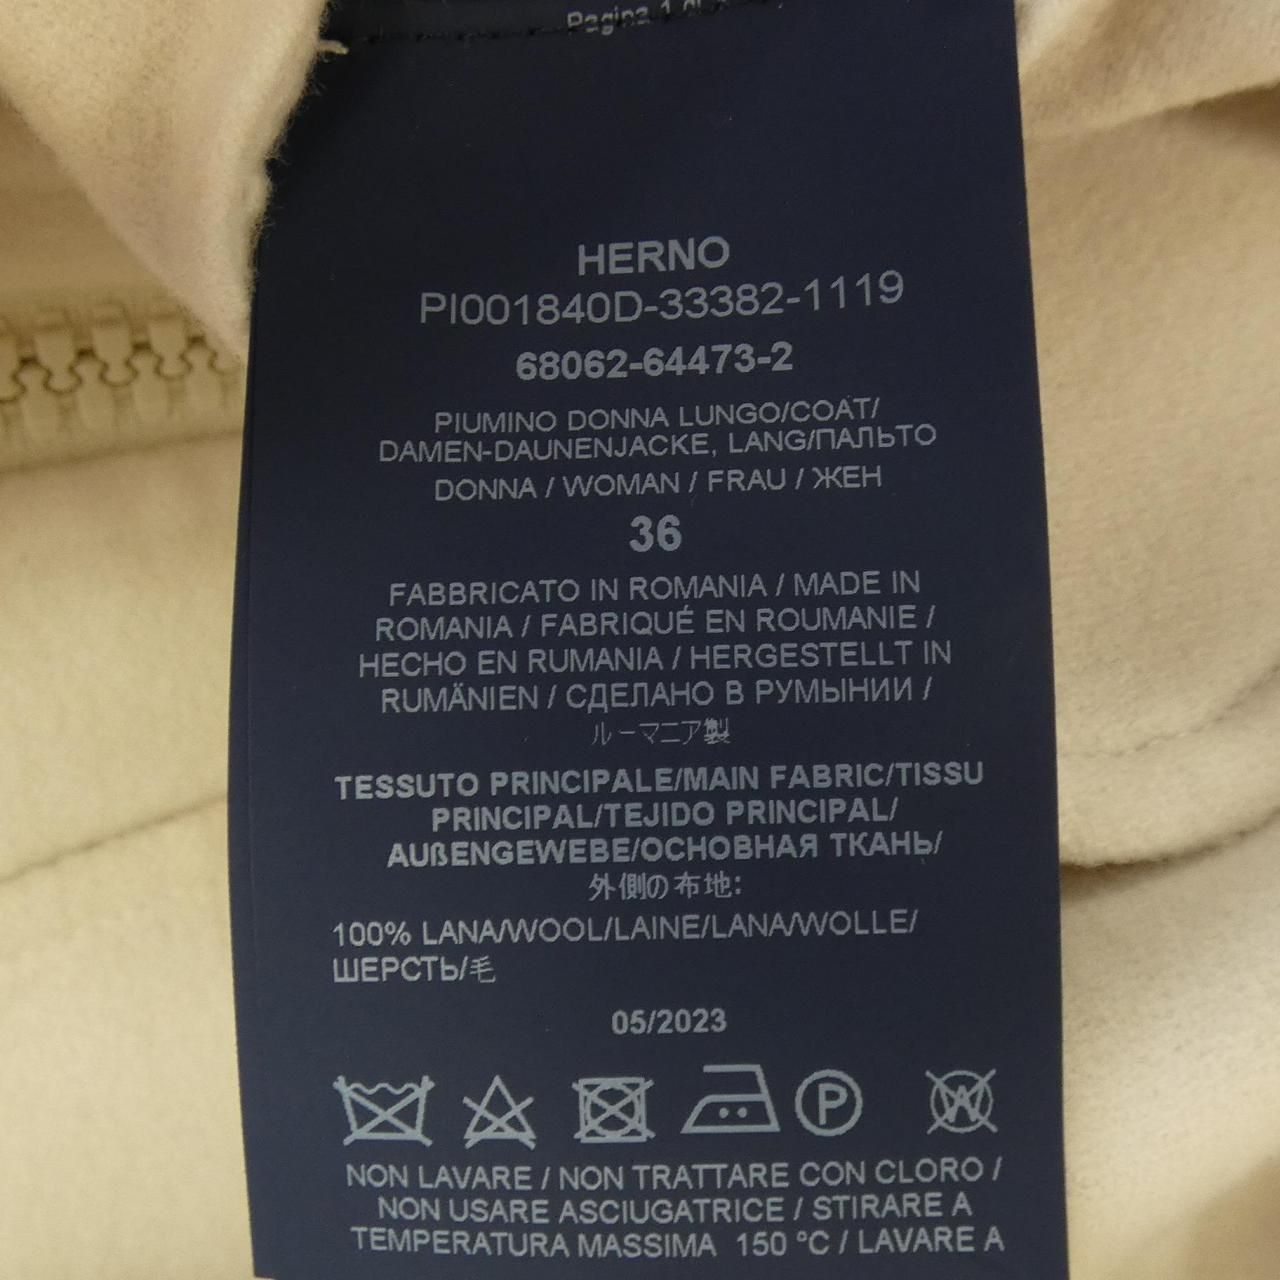 Pagina 1 di
HERNO
PI001840D-33382-1119
68062-64473-2
PIUMINO DONNA LUNGO/COAT/
DAMEN-DAUNENJACKE, LANG/ПАЛЬТО
DONNA / WOMAN / FRAU / ЖЕН
36
FABBRICATO IN ROMANIA / MADE IN
ROMANIA / FABRIQUÉ EN ROUMANIE /
HECHO EN RUMANIA / HERGESTELLT IN
RUMÄNIEN / СДЕЛАНО В РУМЫНИИ /
ルーマニア製
TESSUTO PRINCIPALE/MAIN FABRIC/TISSU
PRINCIPAL/TEJIDO PRINCIPAL/
AUßENGEWEBE/ОСНОВНАЯ ТКАНЬ/
外側の布地:
100% LANA/WOOL/LAINE/LANA/WOLLE/
ШЕРСТЬ/毛
05/2023
P W
NON LAVARE / NON TRATTARE CON CLORO /
NON USARE ASCIUGATRICE / STIRARE A
TEMPERATURA MASSIMA 150 °C / LAVARE A